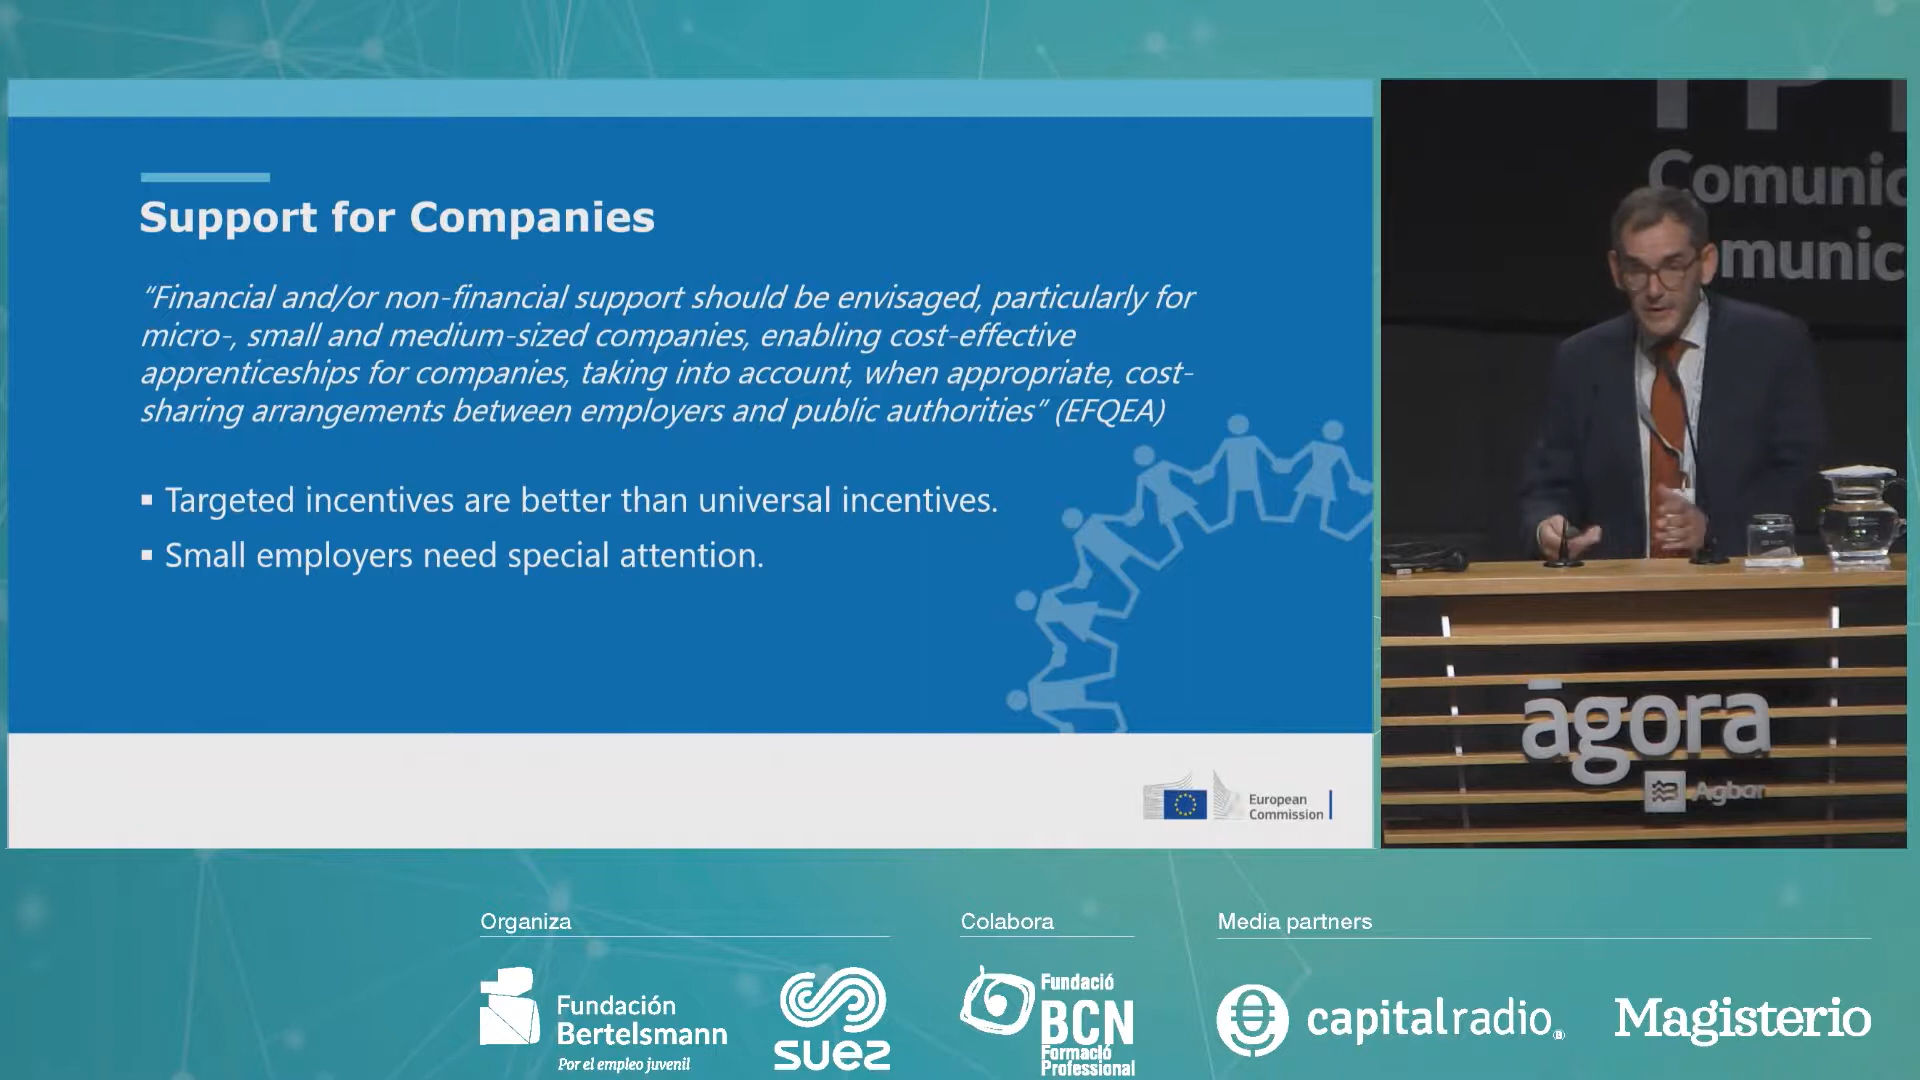 Support for Companies
“Financial and/or non-financial support should be envisaged, particularly for
micro-, small and medium-sized companies, enabling cost-effective
apprenticeships for companies, taking into account, when appropriate, cost-
sharing arrangements between employers and public authorities” (EFQEA)
▪ Targeted incentives are better than universal incentives.
▪ Small employers need special attention.
European
Commission
Comunic
munic
āgora
Agbar
Organiza
Fundación
Bertelsmann
Por el empleo juvenil
suez
Colabora
Fundació
BCN
Formació
Professional
Media partners
capitalradio
Magisterio